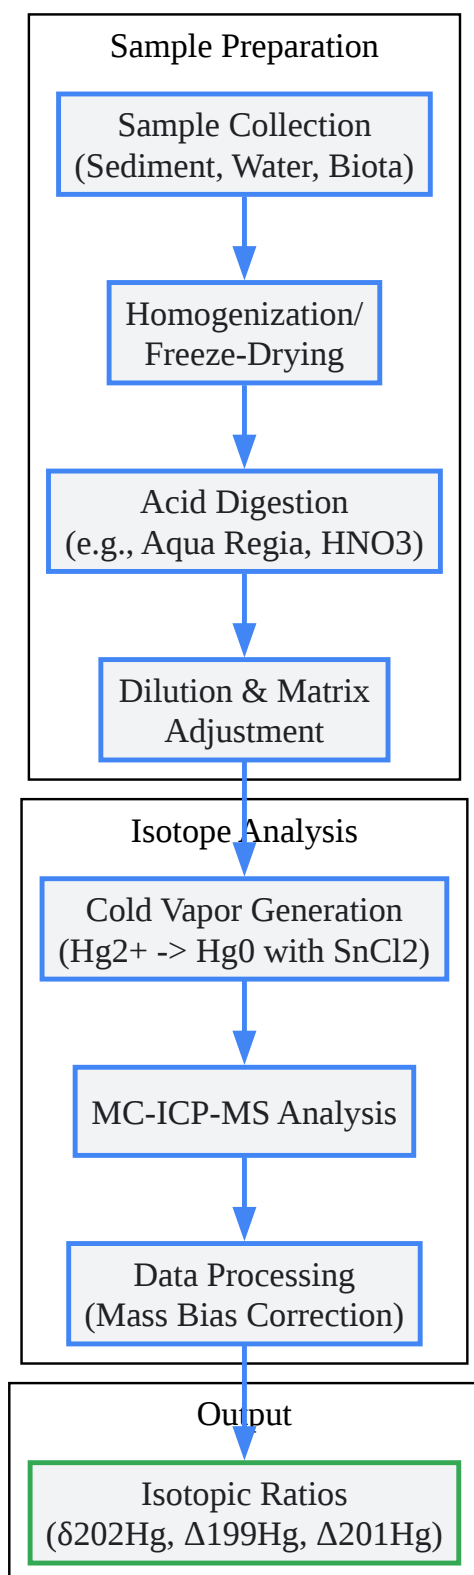 Sample Preparation
Sample Collection
(Sediment, Water, Biota)
Homogenization/
Freeze-Drying
Acid Digestion
(e.g., Aqua Regia, HNO3)
Dilution & Matrix
Adjustment
Isotope Analysis
Cold Vapor Generation
(Hg2+ -> Hg0 with SnCl2)
MC-ICP-MS Analysis
Data Processing
(Mass Bias Correction)
Output
Isotopic Ratios
(δ202Hg, Δ199Hg, Δ201Hg)